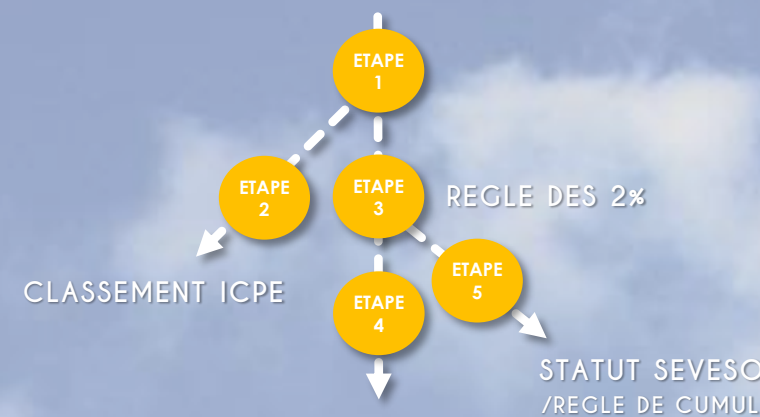 ETAPE
1
ETAPE
2
ETAPE
3
REGLE DES 2%
ETAPE
5
CLASSEMENT ICPE
ETAPE
4
STATUT SEVESO
/REGLE DE CUMUL